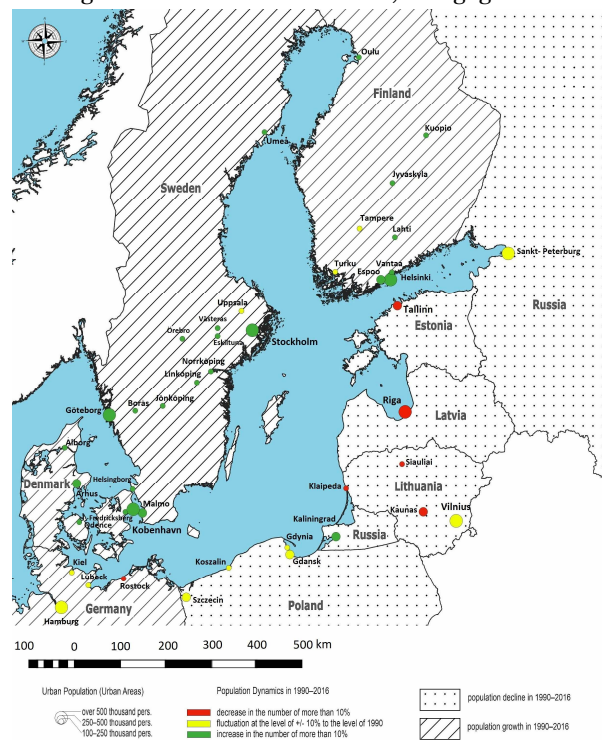 Oulu
Finland
Kuopio
Umea
Sweden
Jyvaskyla
Tampere
Lahti
Sankt- Peterburg
Turku
Vantaa
Espoo
Helsinki
Uppsala
Russia
Tallinn
Västeras
Estonia
Örebro
Eskiltuna
Stockholm
Norrköping
Linköping
Riga
Boras
Jönköping
Göteborg
Latvia
Alborg
Siauliai
Denmark
Helsingborg
Klaipeda
Lithuania
Arhus
Malmo
Kaunas
Vilnius
Fredricksberg
Odence
Kobenhavn
Kaliningrad
Russia
Gdynia
Kiel
Koszalin
Gdansk
Lübeck
Rostock
Szczecin
Poland
Germany
Hamburg
100 0 100 200 300 400 500 km
Urban Population (Urban Areas)
over 500 thousand pers.
250–500 thousand pers.
100–250 thousand pers.
Population Dynamics in 1990–2016
decrease in the number of more than 10%
fluctuation at the level of +/- 10% to the level of 1990
increase in the number of more than 10%
population decline in 1990–2016
population growth in 1990–2016